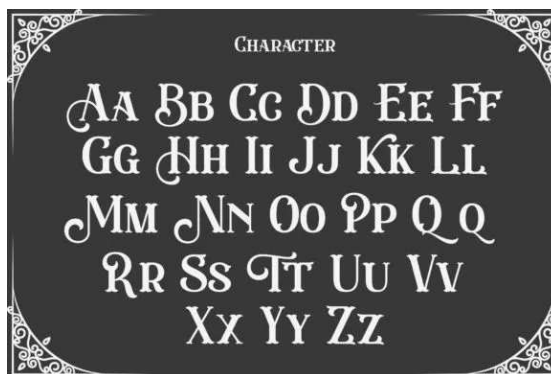 Character
Aa Bb Cc Dd Ee Ff
Gg Hh Ii Jj Kk Ll
Mm Nn Oo Pp Qq
Rr Ss Tt Uu Vv
Xx Yy Zz